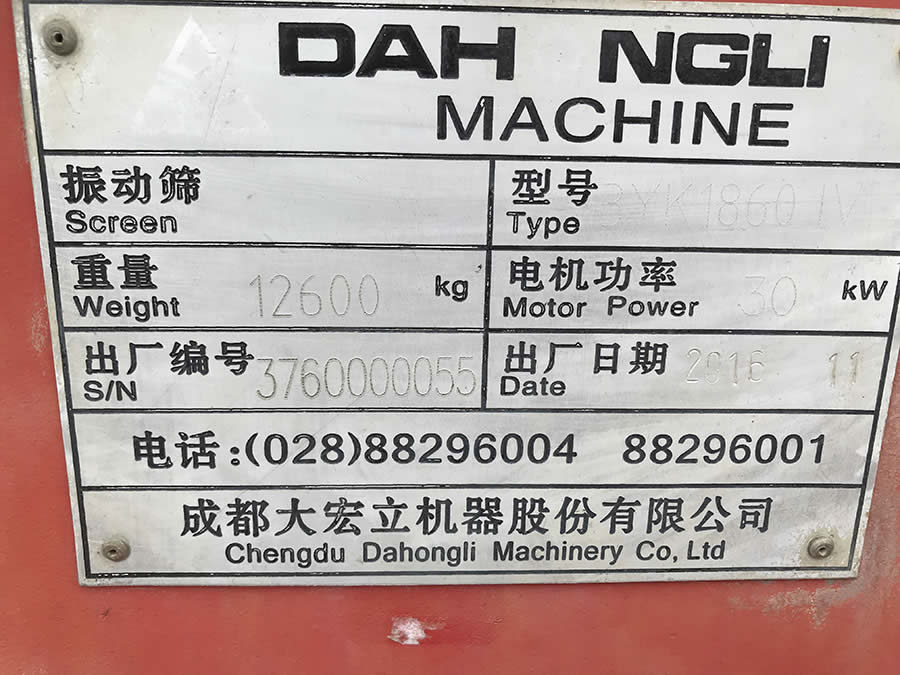 DAH NGLI
MACHINE
振动筛
Screen
型号 3YK1860 IV
Type
重量 12600 kg
Weight
电机功率 30 kW
Motor Power
出厂编号 3760000055
S/N
出厂日期 2016 11
Date
电话:(028)88296004 88296001
成都大宏立机器股份有限公司
Chengdu Dahongli Machinery Co, Ltd